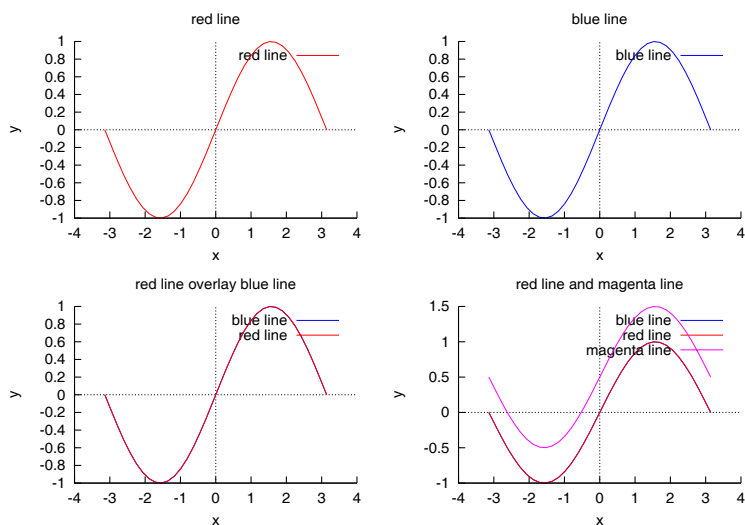 red line
1
0.8
0.6
0.4
0.2
0
-0.2
-0.4
-0.6
-0.8
-1
y
red line
-4 -3 -2 -1 0 1 2 3 4
x
blue line
1
0.8
0.6
0.4
0.2
0
-0.2
-0.4
-0.6
-0.8
-1
y
blue line
-4 -3 -2 -1 0 1 2 3 4
x
red line overlay blue line
1
0.8
0.6
0.4
0.2
0
-0.2
-0.4
-0.6
-0.8
-1
y
blue line
red line
-4 -3 -2 -1 0 1 2 3 4
x
red line and magenta line
1.5
1
0.5
0
-0.5
-1
y
blue line
red line
magenta line
-4 -3 -2 -1 0 1 2 3 4
x